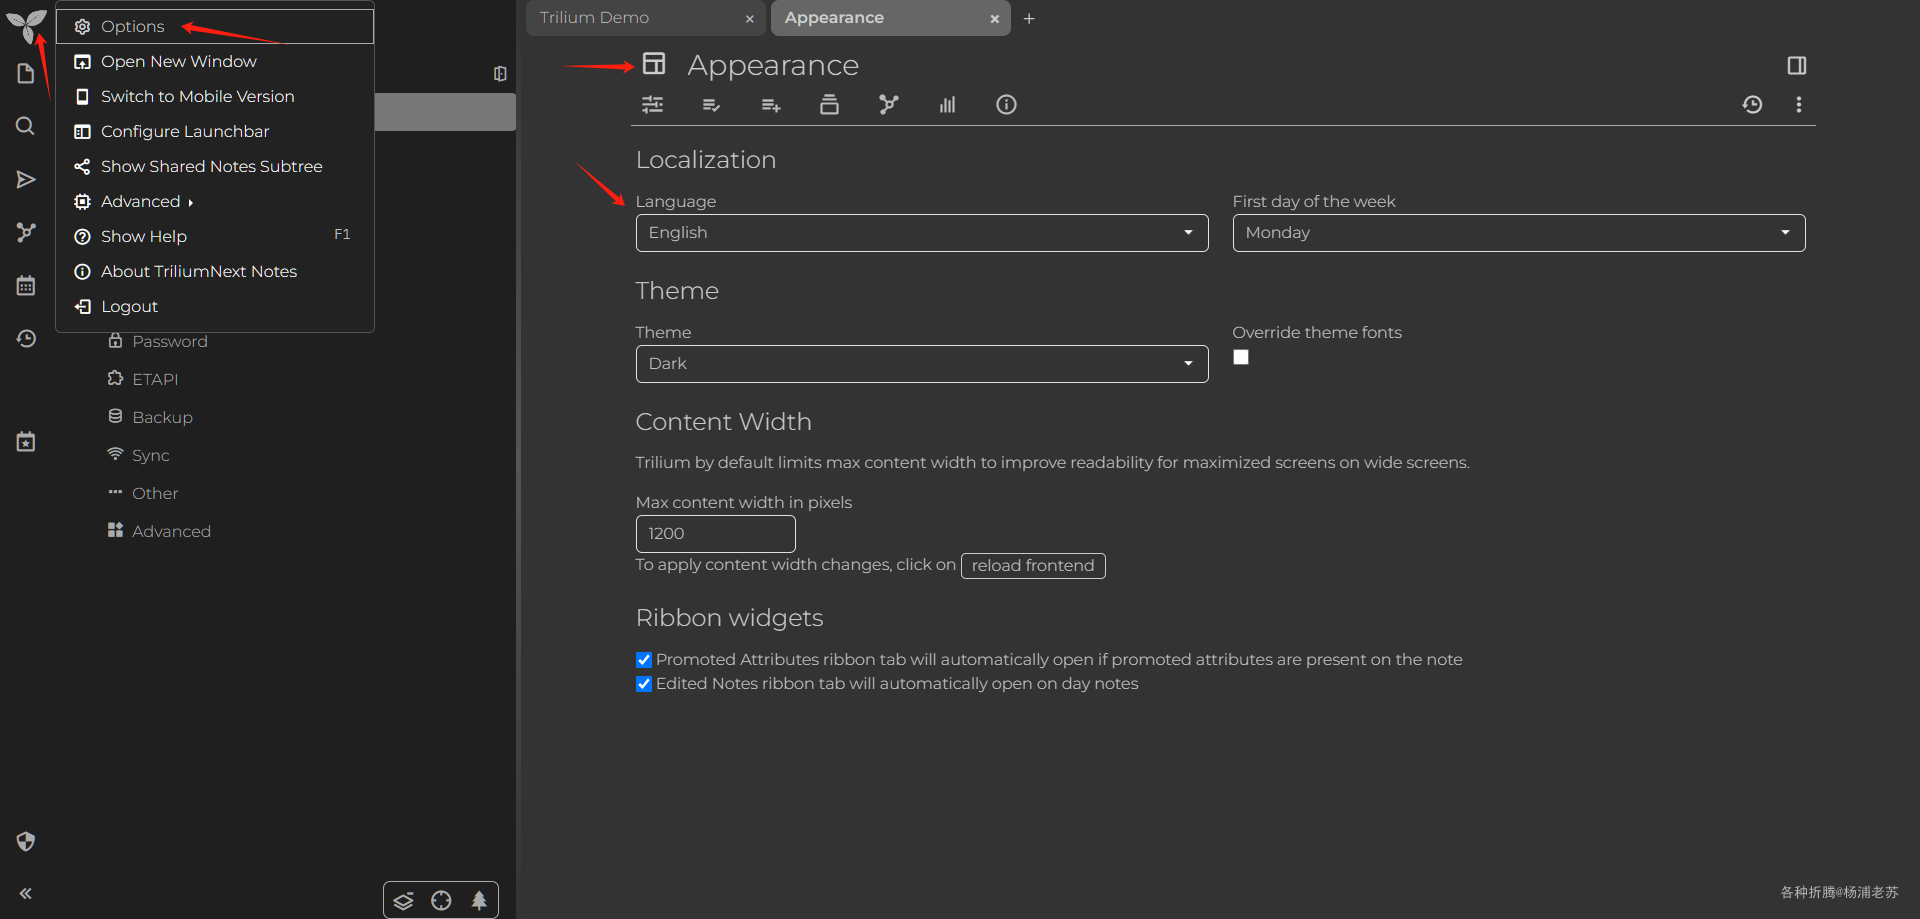 Options
Open New Window
Switch to Mobile Version
Configure Launchbar
Show Shared Notes Subtree
Advanced
Show Help F1
About TriliumNext Notes
Logout
Password
ETAPI
Backup
Sync
Other
Advanced
Trilium Demo
Appearance
Appearance
Localization
Language
English
First day of the week
Monday
Theme
Theme
Dark
Override theme fonts
Content Width
Trilium by default limits max content width to improve readability for maximized screens on wide screens.
Max content width in pixels
1200
To apply content width changes, click on reload frontend
Ribbon widgets
Promoted Attributes ribbon tab will automatically open if promoted attributes are present on the note
Edited Notes ribbon tab will automatically open on day notes
各种折腾@杨浦老苏